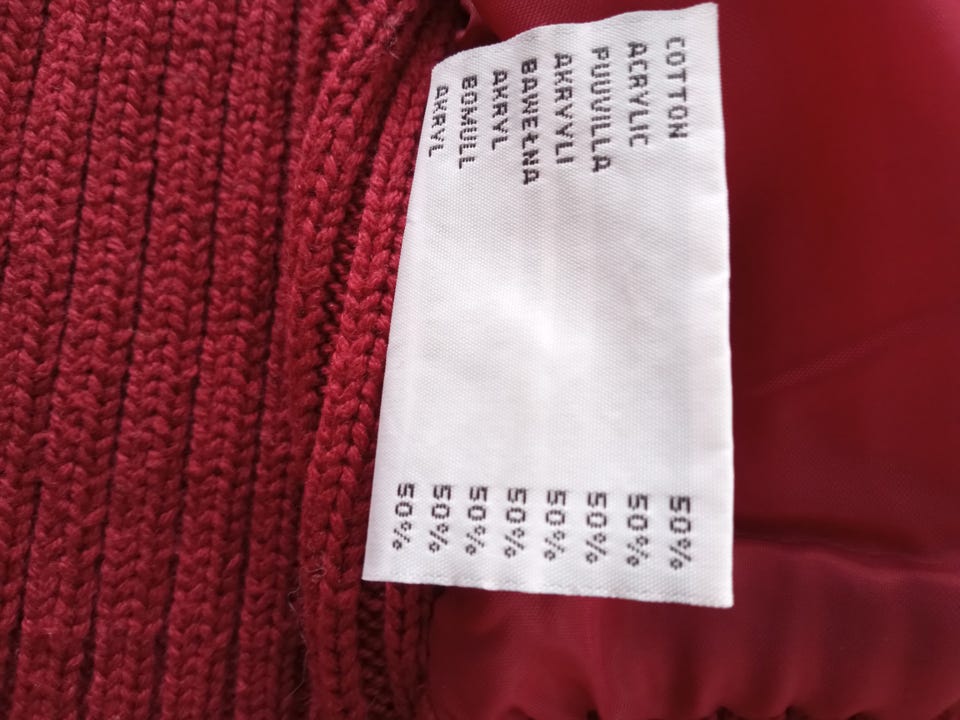 COTTON 50%
ACRYLIC 50%
PUUVILLA 50%
AKRYYLI 50%
BAWEŁNA 50%
AKRYL 50%
BOMULL 50%
AKRYL 50%